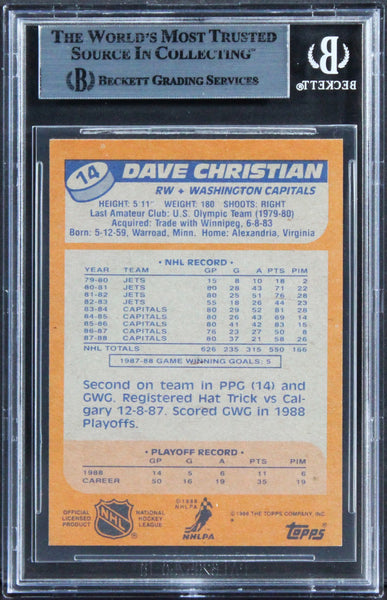 THE WORLD'S MOST TRUSTED
SOURCE IN COLLECTING™
BECKETT GRADING SERVICES
BECKETT
14
DAVE CHRISTIAN
RW • WASHINGTON CAPITALS
HEIGHT: 5'11" WEIGHT: 180 SHOOTS: RIGHT
Last Amateur Club: U.S. Olympic Team (1979-80)
Acquired: Trade with Winnipeg, 6-8-83
Born: 5-12-59, Warroad, Minn. Home: Alexandria, Virginia
• NHL RECORD •
YEAR TEAM GP G A PTS PIM
79-80 JETS 15 8 10 18 2
80-81 JETS 80 28 43 71 22
81-82 JETS 80 25 51 76 28
82-83 JETS 55 18 26 44 23
83-84 CAPITALS 80 29 52 81 28
84-85 CAPITALS 80 26 43 69 14
85-86 CAPITALS 80 41 42 83 15
86-87 CAPITALS 76 23 27 50 8
87-88 CAPITALS 80 37 21 58 26
NHL TOTALS 626 235 315 550 166
1987-88 GAME WINNING GOALS: 5
Second on team in PPG (14) and
GWG. Registered Hat Trick vs Cal-
gary 12-8-87. Scored GWG in 1988
Playoffs.
• PLAYOFF RECORD •
GP G A PTS PIM
1988 14 5 6 11 6
CAREER 50 16 19 35 19
OFFICIAL
LICENSED
PRODUCT
NHL
NATIONAL
HOCKEY
LEAGUE
© 1988
NHLPA
NHLPA
© 1988 THE TOPPS COMPANY, INC.
TOPPS